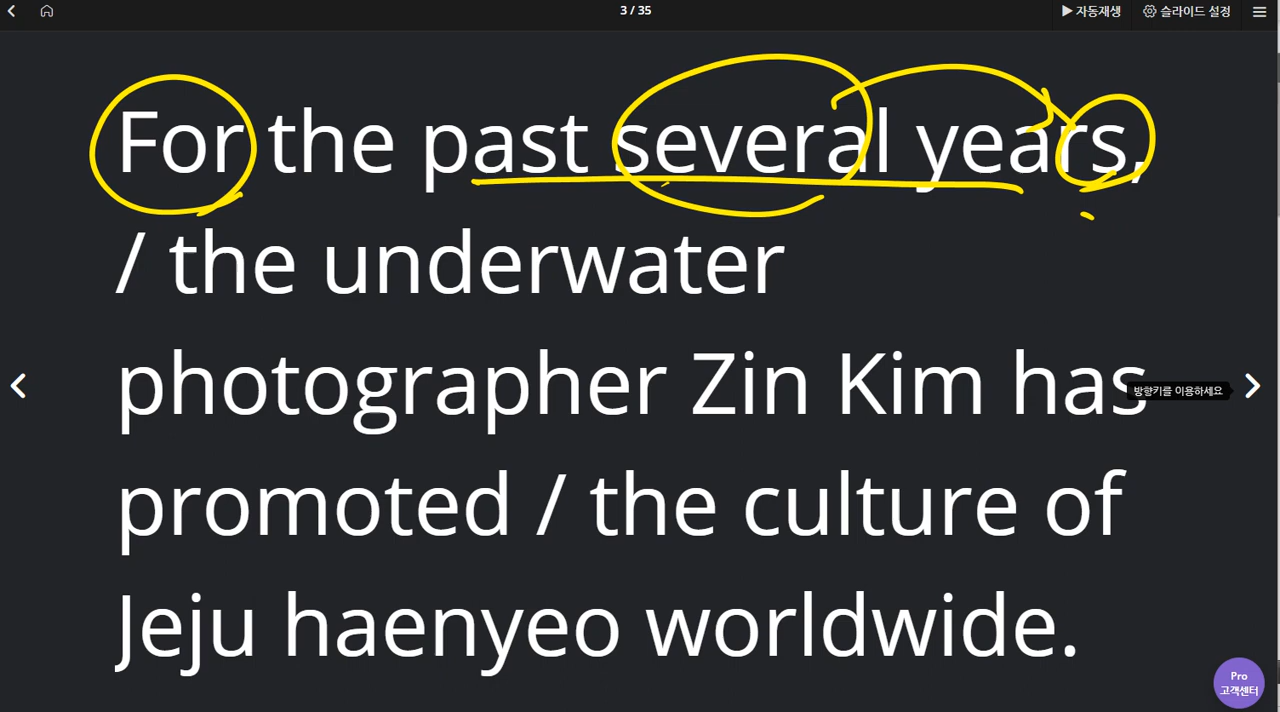 3 / 35
▶ 자동재생
슬라이드 설정
For the past several years,
/ the underwater
photographer Zin Kim has
방향키를 이용하세요
promoted / the culture of
Jeju haenyeo worldwide.
Pro
고객센터